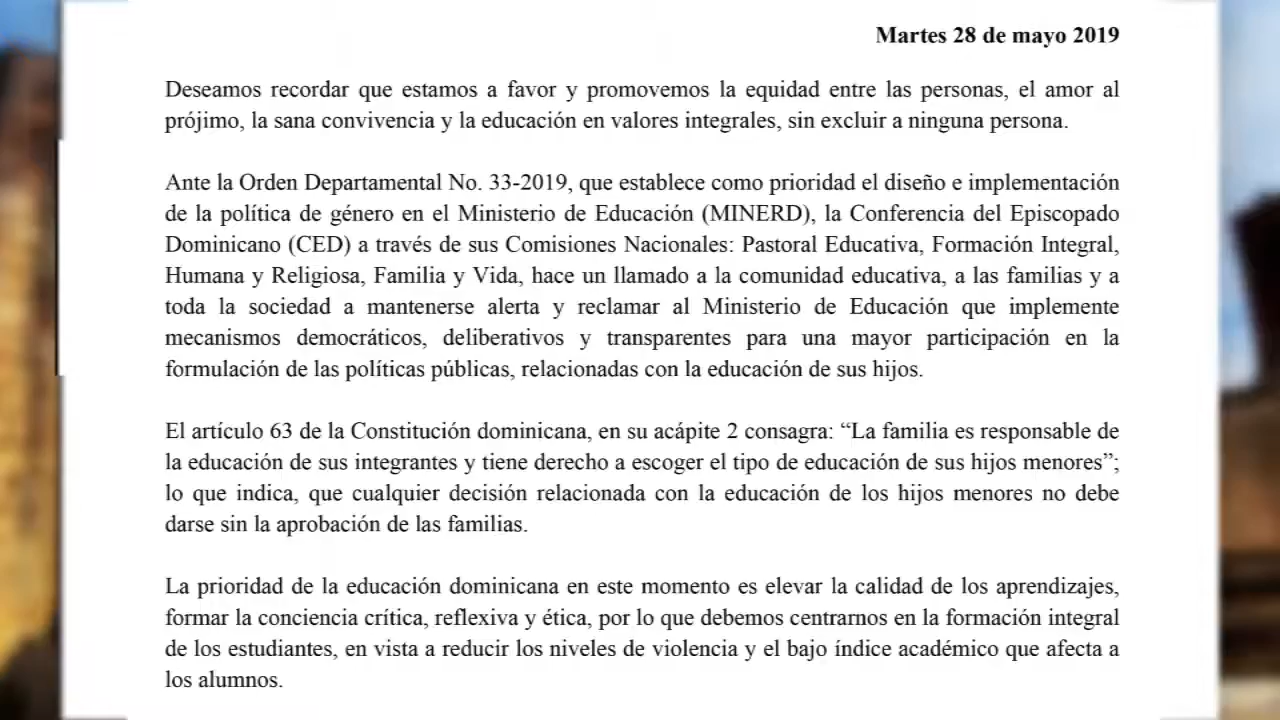 Martes 28 de mayo 2019
Deseamos recordar que estamos a favor y promovemos la equidad entre las personas, el amor al
prójimo, la sana convivencia y la educación en valores integrales, sin excluir a ninguna persona.
Ante la Orden Departamental No. 33-2019, que establece como prioridad el diseño e implementación
de la política de género en el Ministerio de Educación (MINERD), la Conferencia del Episcopado
Dominicano (CED) a través de sus Comisiones Nacionales: Pastoral Educativa, Formación Integral,
Humana y Religiosa, Familia y Vida, hace un llamado a la comunidad educativa, a las familias y a
toda la sociedad a mantenerse alerta y reclamar al Ministerio de Educación que implemente
mecanismos democráticos, deliberativos y transparentes para una mayor participación en la
formulación de las políticas públicas, relacionadas con la educación de sus hijos.
El artículo 63 de la Constitución dominicana, en su acápite 2 consagra: “La familia es responsable de
la educación de sus integrantes y tiene derecho a escoger el tipo de educación de sus hijos menores”;
lo que indica, que cualquier decisión relacionada con la educación de los hijos menores no debe
darse sin la aprobación de las familias.
La prioridad de la educación dominicana en este momento es elevar la calidad de los aprendizajes,
formar la conciencia crítica, reflexiva y ética, por lo que debemos centrarnos en la formación integral
de los estudiantes, en vista a reducir los niveles de violencia y el bajo índice académico que afecta a
los alumnos.